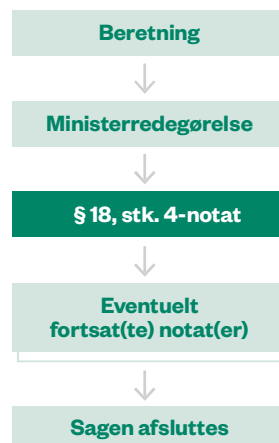 Beretning
Ministerredegørelse
§ 18, stk. 4-notat
Eventuelt
fortsat(te) notat(er)
Sagen afsluttes